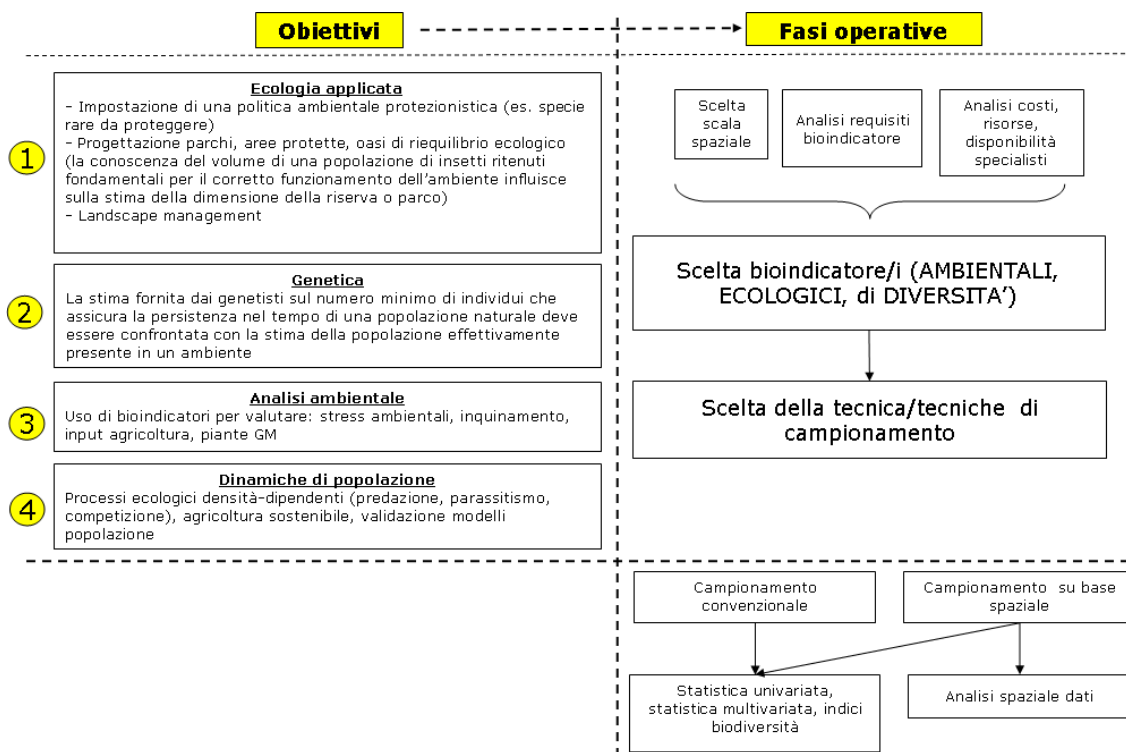 Obiettivi
Fasi operative
1
Ecologia applicata
- Impostazione di una politica ambientale protezionistica (es. specie
rare da proteggere)
- Progettazione parchi, aree protette, oasi di riequilibrio ecologico
(la conoscenza del volume di una popolazione di insetti ritenuti
fondamentali per il corretto funzionamento dell'ambiente influisce
sulla stima della dimensione della riserva o parco)
- Landscape management
2
Genetica
La stima fornita dai genetisti sul numero minimo di individui che
assicura la persistenza nel tempo di una popolazione naturale deve
essere confrontata con la stima della popolazione effettivamente
presente in un ambiente
3
Analisi ambientale
Uso di bioindicatori per valutare: stress ambientali, inquinamento,
input agricoltura, piante GM
4
Dinamiche di popolazione
Processi ecologici densità-dipendenti (predazione, parassitismo,
competizione), agricoltura sostenibile, validazione modelli
popolazione
Scelta
scala
spaziale
Analisi requisiti
bioindicatore
Analisi costi,
risorse,
disponibilità
specialisti
Scelta bioindicatore/i (AMBIENTALI,
ECOLOGICI, di DIVERSITA')
Scelta della tecnica/tecniche di
campionamento
Campionamento
convenzionale
Campionamento su base
spaziale
Statistica univariata,
statistica multivariata, indici
biodiversità
Analisi spaziale dati